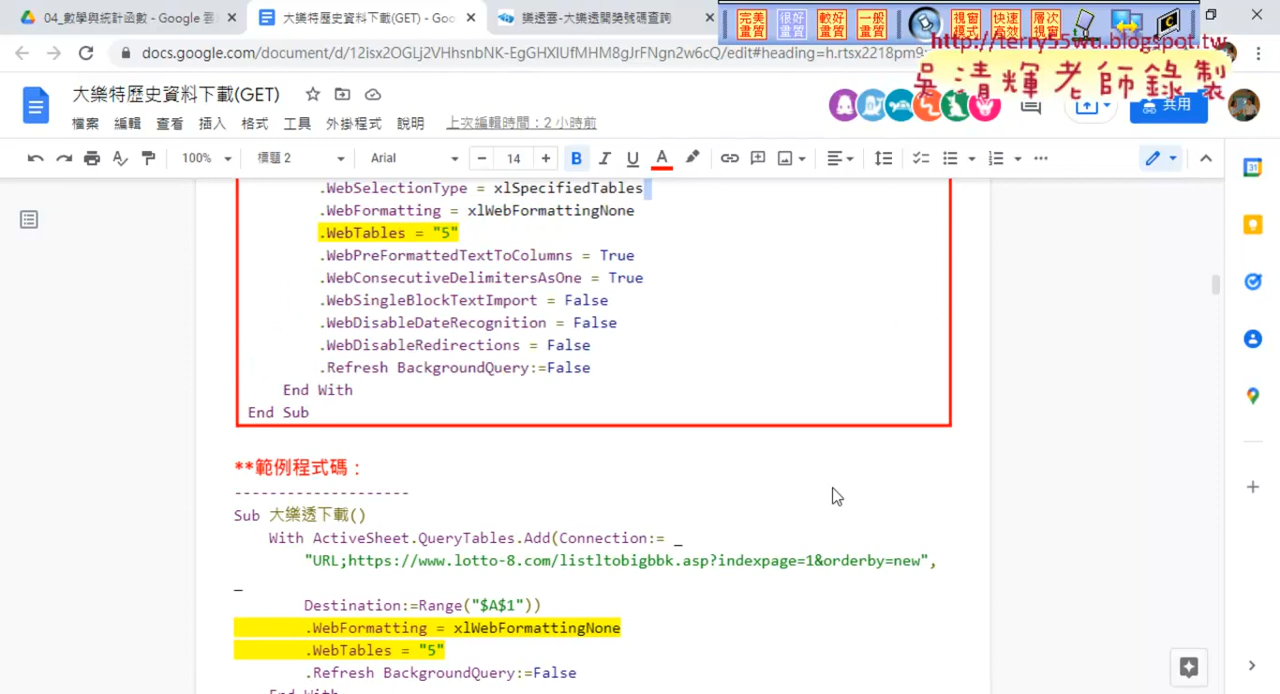 04_數學與統計函數 - Google 雲
大樂特歷史資料下載(GET) - Goo
樂透雲-大樂透開獎號碼查詢
完美畫質
很好畫質
較好畫質
一般畫質
視窗模式
快速高效
層次視窗
docs.google.com/document/d/12isx2OGLj2VHhsnbNK-EgGHXIUfMHM8gJrFNgn2w6cQ/edit#heading=h.rtsx2218pm9
http://terry55wu.blogspot.tw
吳清輝老師錄製
大樂特歷史資料下載(GET)
檔案 編輯 查看 插入 格式 工具 外掛程式 說明 上次編輯時間：2 小時前
共用
100% 標題 2 Arial 14 B I U A
.WebSelectionType = xlSpecifiedTables
.WebFormatting = xlWebFormattingNone
.WebTables = "5"
.WebPreFormattedTextToColumns = True
.WebConsecutiveDelimitersAsOne = True
.WebSingleBlockTextImport = False
.WebDisableDateRecognition = False
.WebDisableRedirections = False
.Refresh BackgroundQuery:=False
End With
End Sub
**範例程式碼：
--------------------
Sub 大樂透下載()
With ActiveSheet.QueryTables.Add(Connection:= _
"URL;https://www.lotto-8.com/listltobigbbk.asp?indexpage=1&orderby=new",
_
Destination:=Range("$A$1"))
.WebFormatting = xlWebFormattingNone
.WebTables = "5"
.Refresh BackgroundQuery:=False
End With